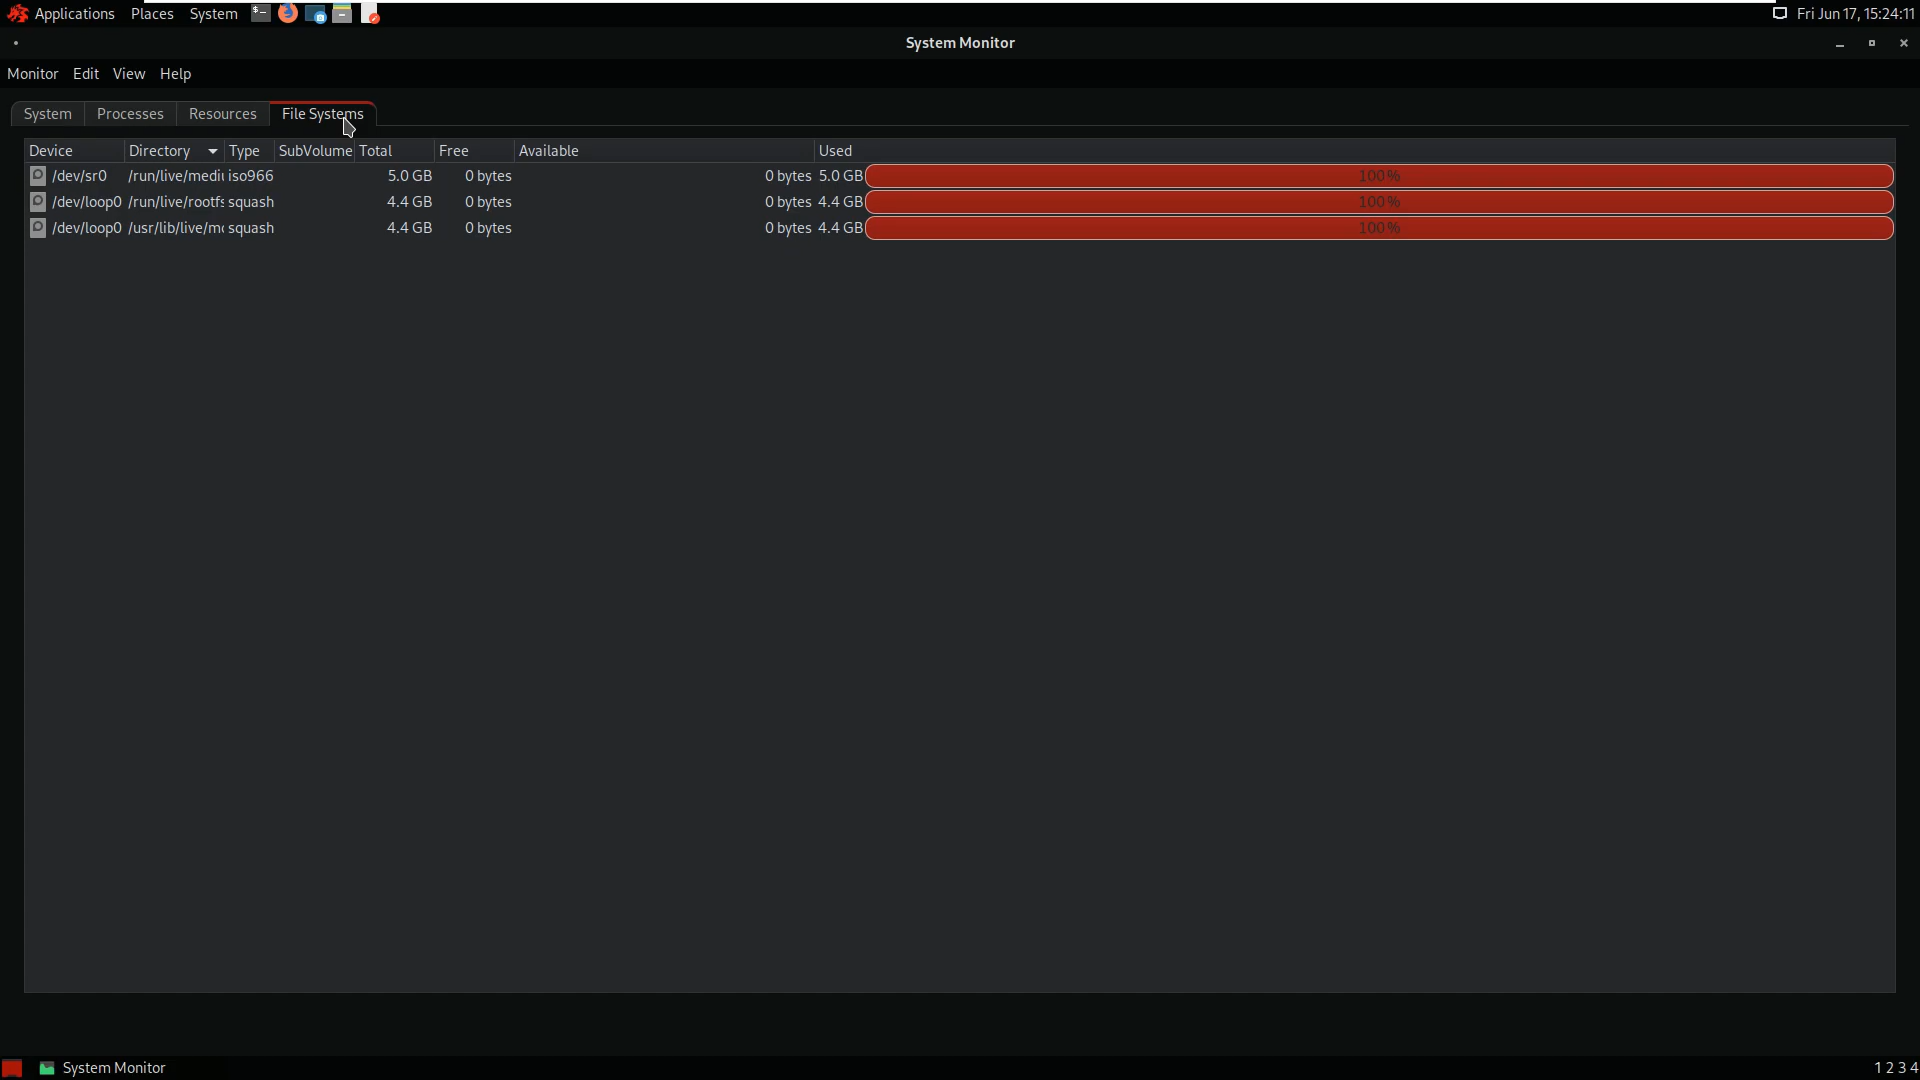 Applications Places System Fri Jun 17, 15:24:11
System Monitor
Monitor Edit View Help
System Processes Resources File Systems
Device Directory Type SubVolume Total Free Available Used
/dev/sr0 /run/live/mediu iso966 5.0 GB 0 bytes 0 bytes 5.0 GB 100%
/dev/loop0 /run/live/rootfs squash 4.4 GB 0 bytes 0 bytes 4.4 GB 100%
/dev/loop0 /usr/lib/live/mo squash 4.4 GB 0 bytes 0 bytes 4.4 GB 100%
System Monitor 1 2 3 4